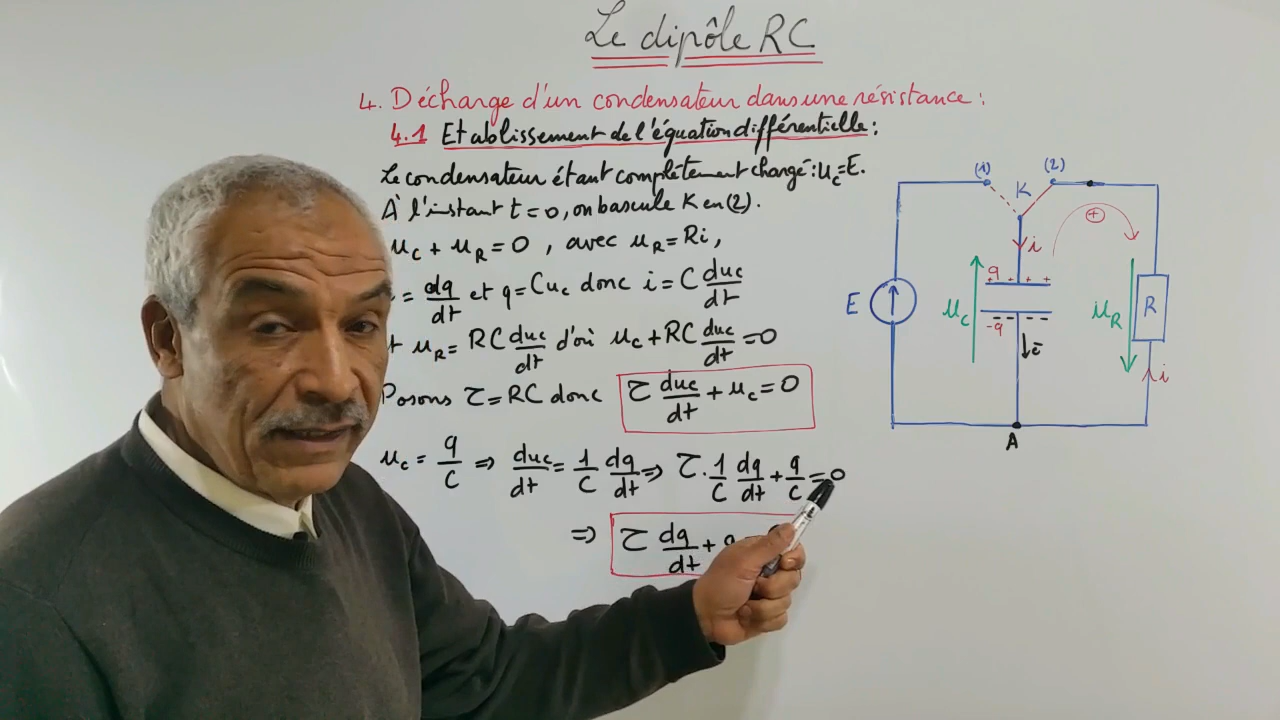 Le dipôle RC
4. Décharge d'un condensateur dans une résistance :
4.1 Etablissement de l'équation différentielle :
Le condensateur étant complètement chargé : uc = E.
À l'instant t = 0, on bascule K en (2).
uc + uR = 0 , avec uR = Ri,
= dq/dt et q = Cuc donc i = C duc/dt
uR = RC duc/dt d'où uc + RC duc/dt = 0
Posons τ = RC donc τ duc/dt + uc = 0
uc = q/C ⇒ duc/dt = 1/C dq/dt ⇒ τ. 1/C dq/dt + q/C = 0
⇒ τ dq/dt +
(1)
(2)
K
+
i
q
+ + + +
E
uc
uR
R
-q
- - - -
e-
i
A